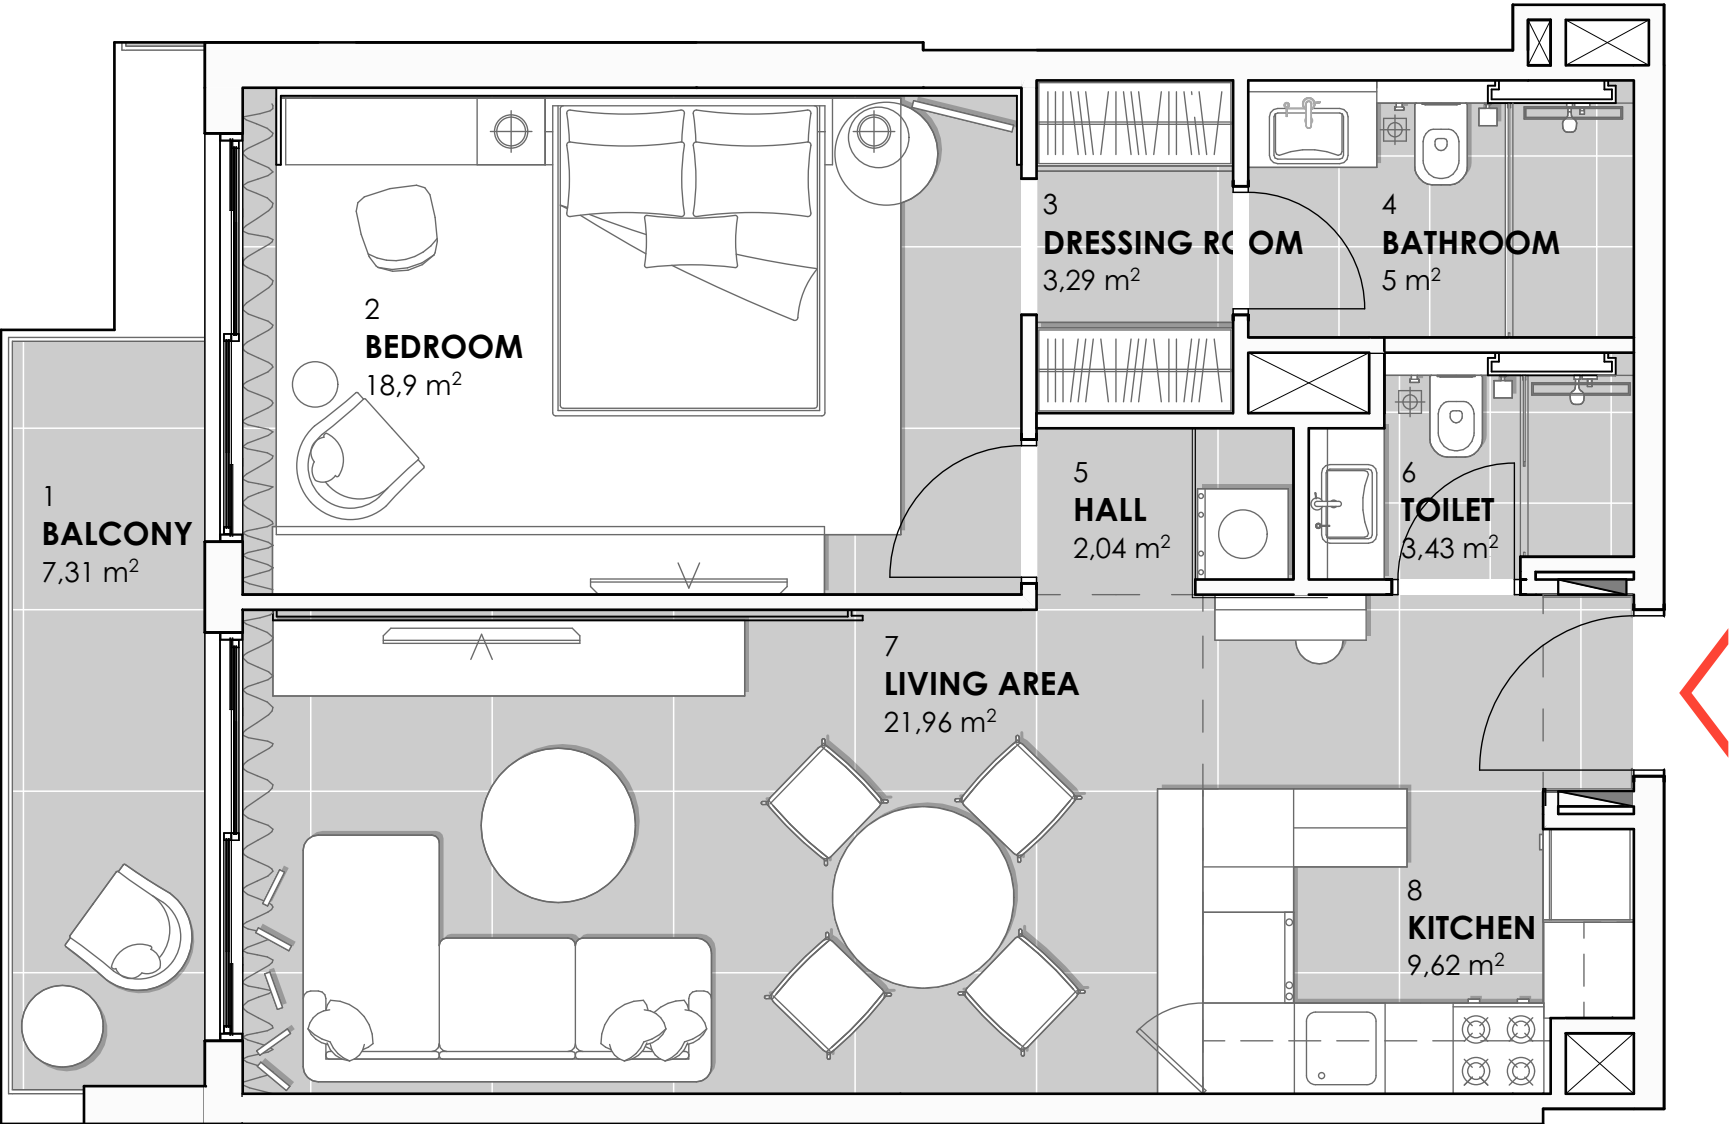 1
BALCONY
7,31 m²
2
BEDROOM
18,9 m²
3
DRESSING ROOM
3,29 m²
4
BATHROOM
5 m²
5
HALL
2,04 m²
6
TOILET
3,43 m²
7
LIVING AREA
21,96 m²
8
KITCHEN
9,62 m²